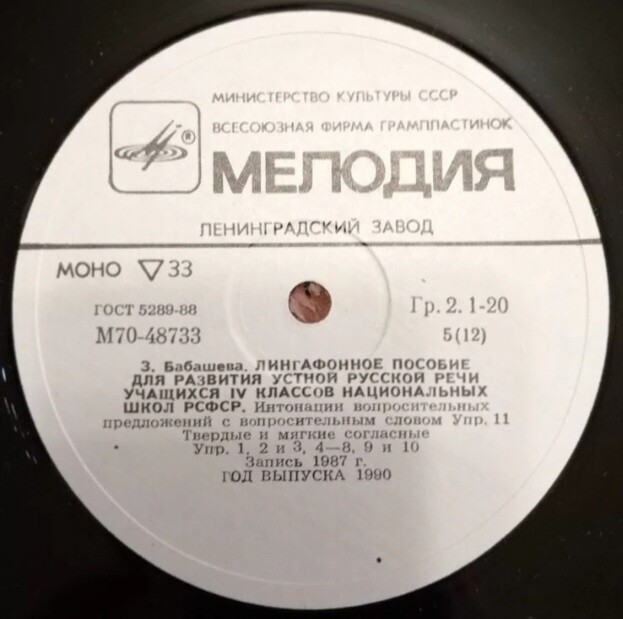 МИНИСТЕРСТВО КУЛЬТУРЫ СССР
ВСЕСОЮЗНАЯ ФИРМА ГРАМПЛАСТИНОК
®
МЕЛОДИЯ
ЛЕНИНГРАДСКИЙ ЗАВОД
МОНО ▽ 33
ГОСТ 5289-88
Гр. 2. 1-20
М70-48733
5 (12)
З. Бабашева. ЛИНГАФОННОЕ ПОСОБИЕ
ДЛЯ РАЗВИТИЯ УСТНОЙ РУССКОЙ РЕЧИ
УЧАЩИХСЯ IV КЛАССОВ НАЦИОНАЛЬНЫХ
ШКОЛ РСФСР. Интонации вопросительных
предложений с вопросительным словом Упр. 11
Твердые и мягкие согласные
Упр. 1, 2 и 3, 4—8, 9 и 10
Запись 1987 г.
ГОД ВЫПУСКА 1990